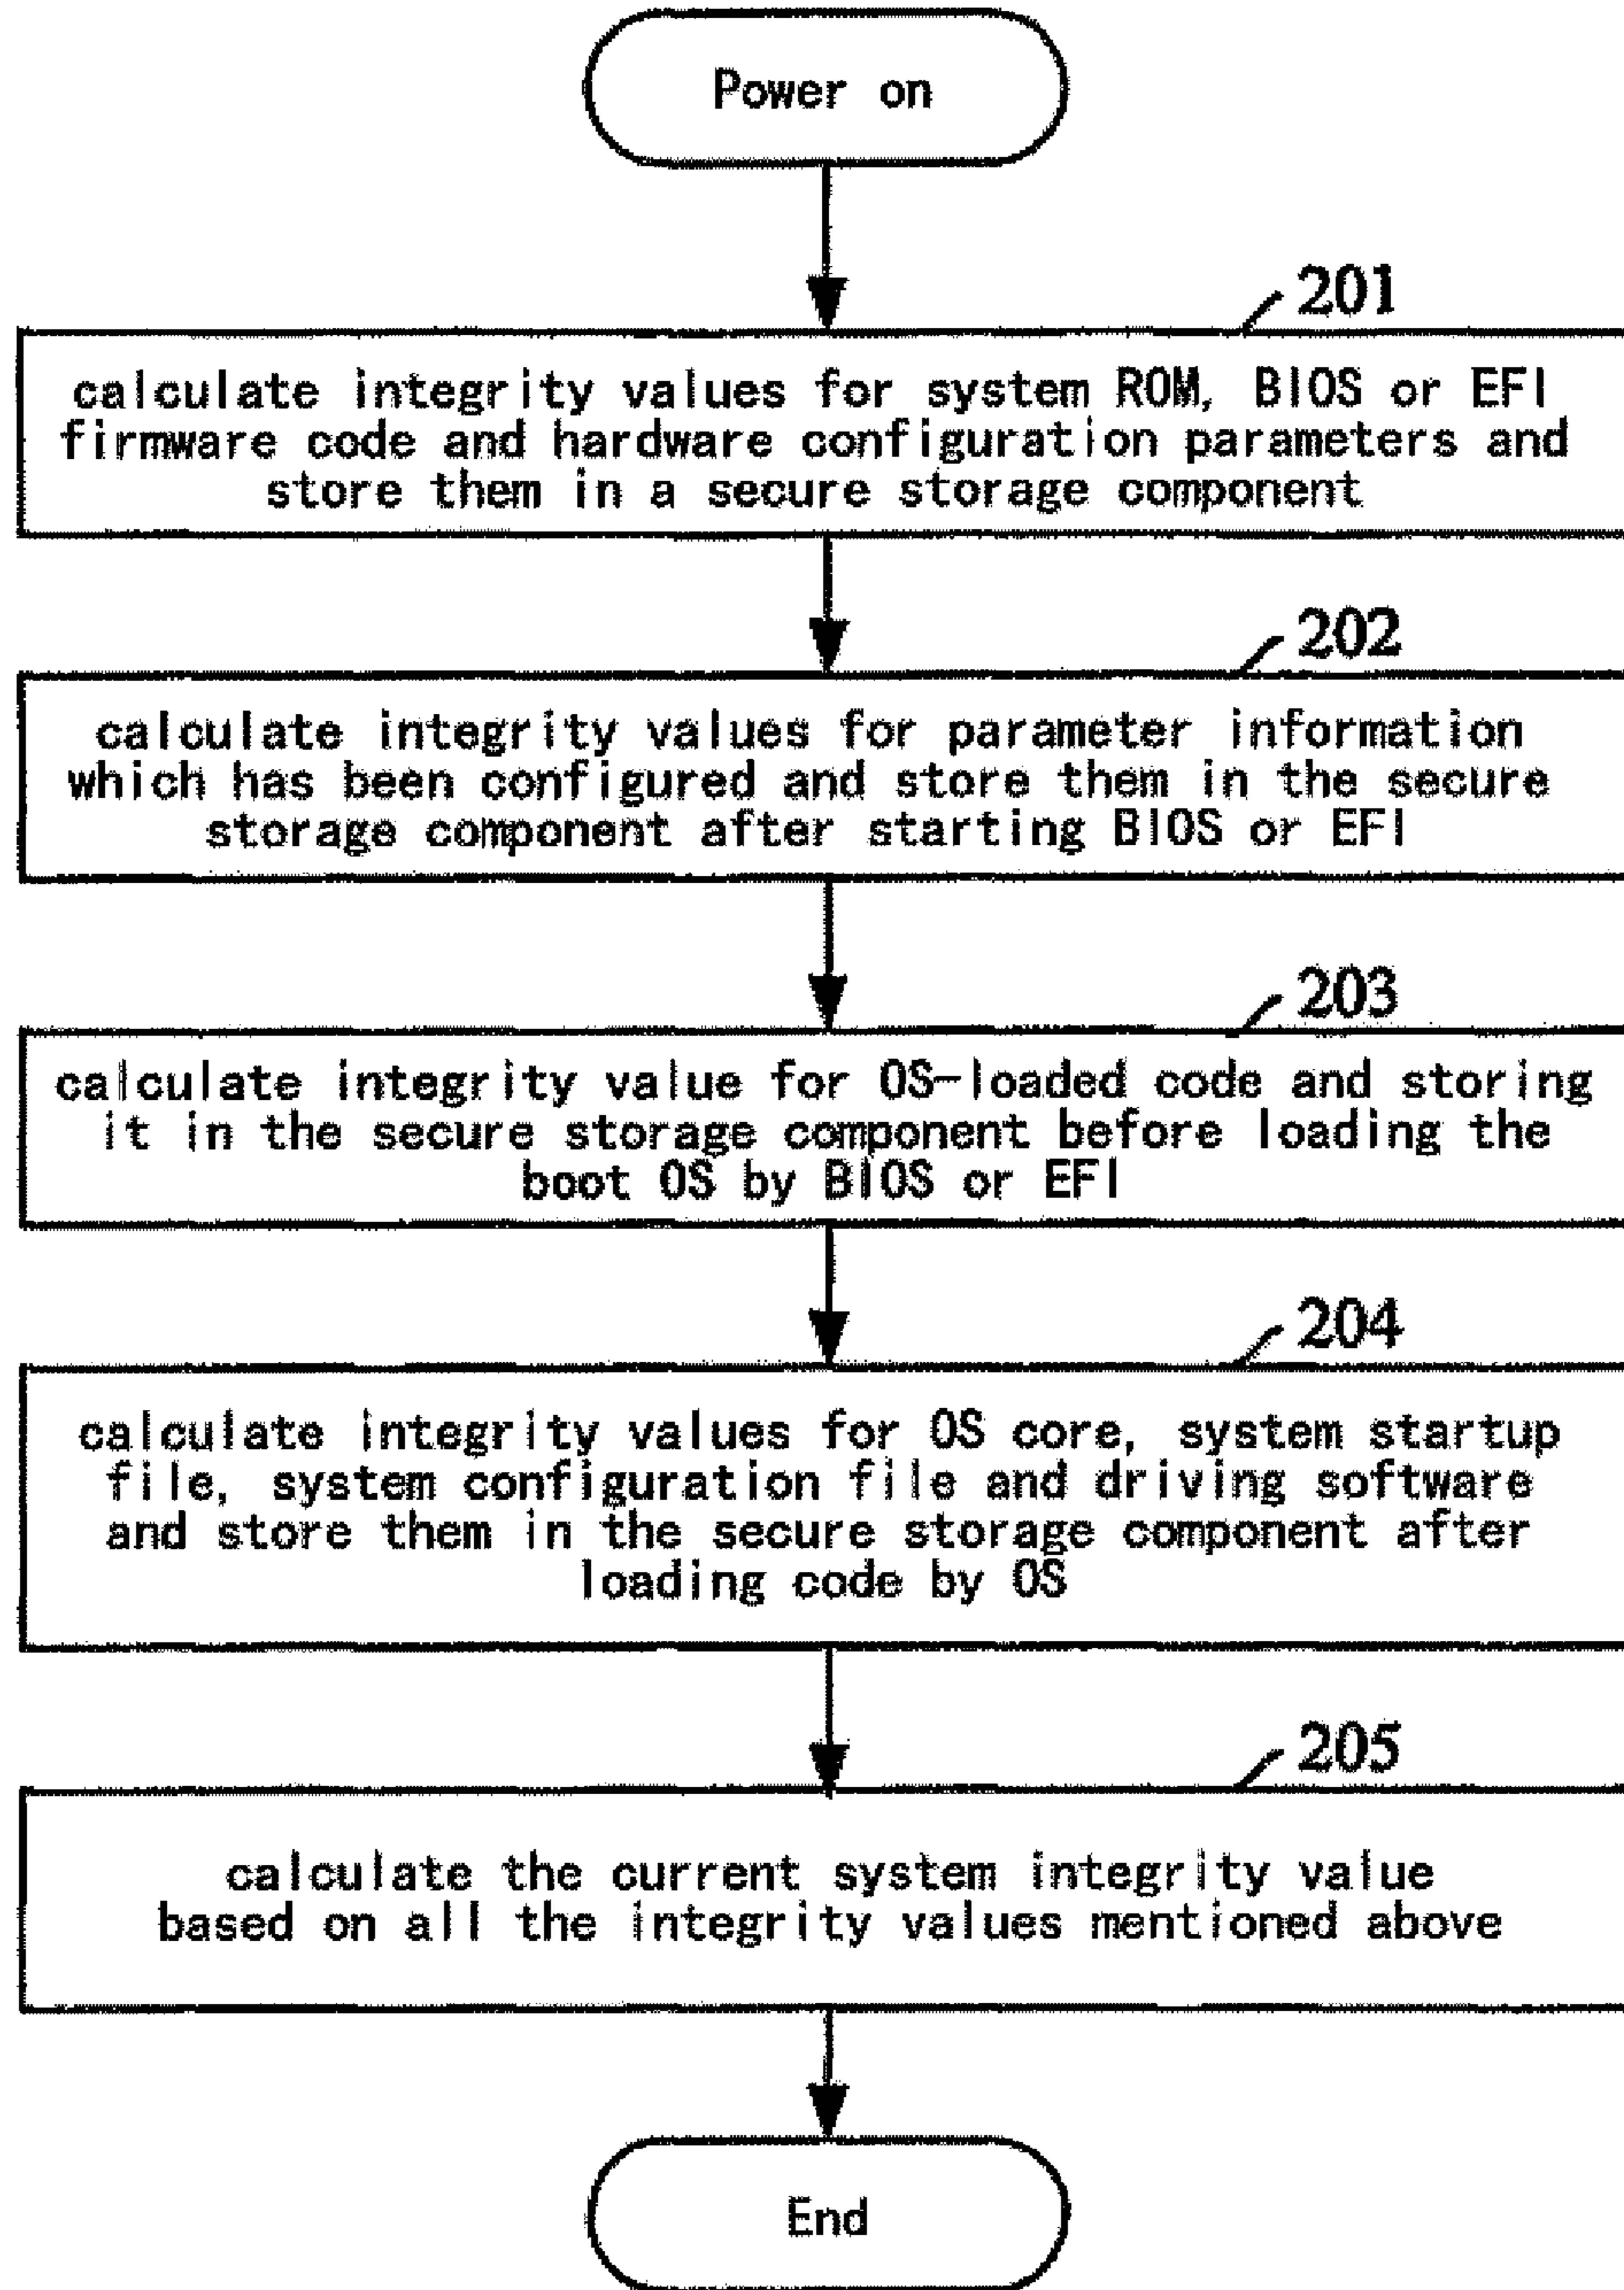 Power on
201
calculate integrity values for system ROM, BIOS or EFI
firmware code and hardware configuration parameters and
store them in a secure storage component
202
calculate integrity values for parameter information
which has been configured and store them in the secure
storage component after starting BIOS or EFI
203
calculate integrity value for OS-loaded code and storing
it in the secure storage component before loading the
boot OS by BIOS or EFI
204
calculate integrity values for OS core, system startup
file, system configuration file and driving software
and store them in the secure storage component after
loading code by OS
205
calculate the current system integrity value
based on all the integrity values mentioned above
End